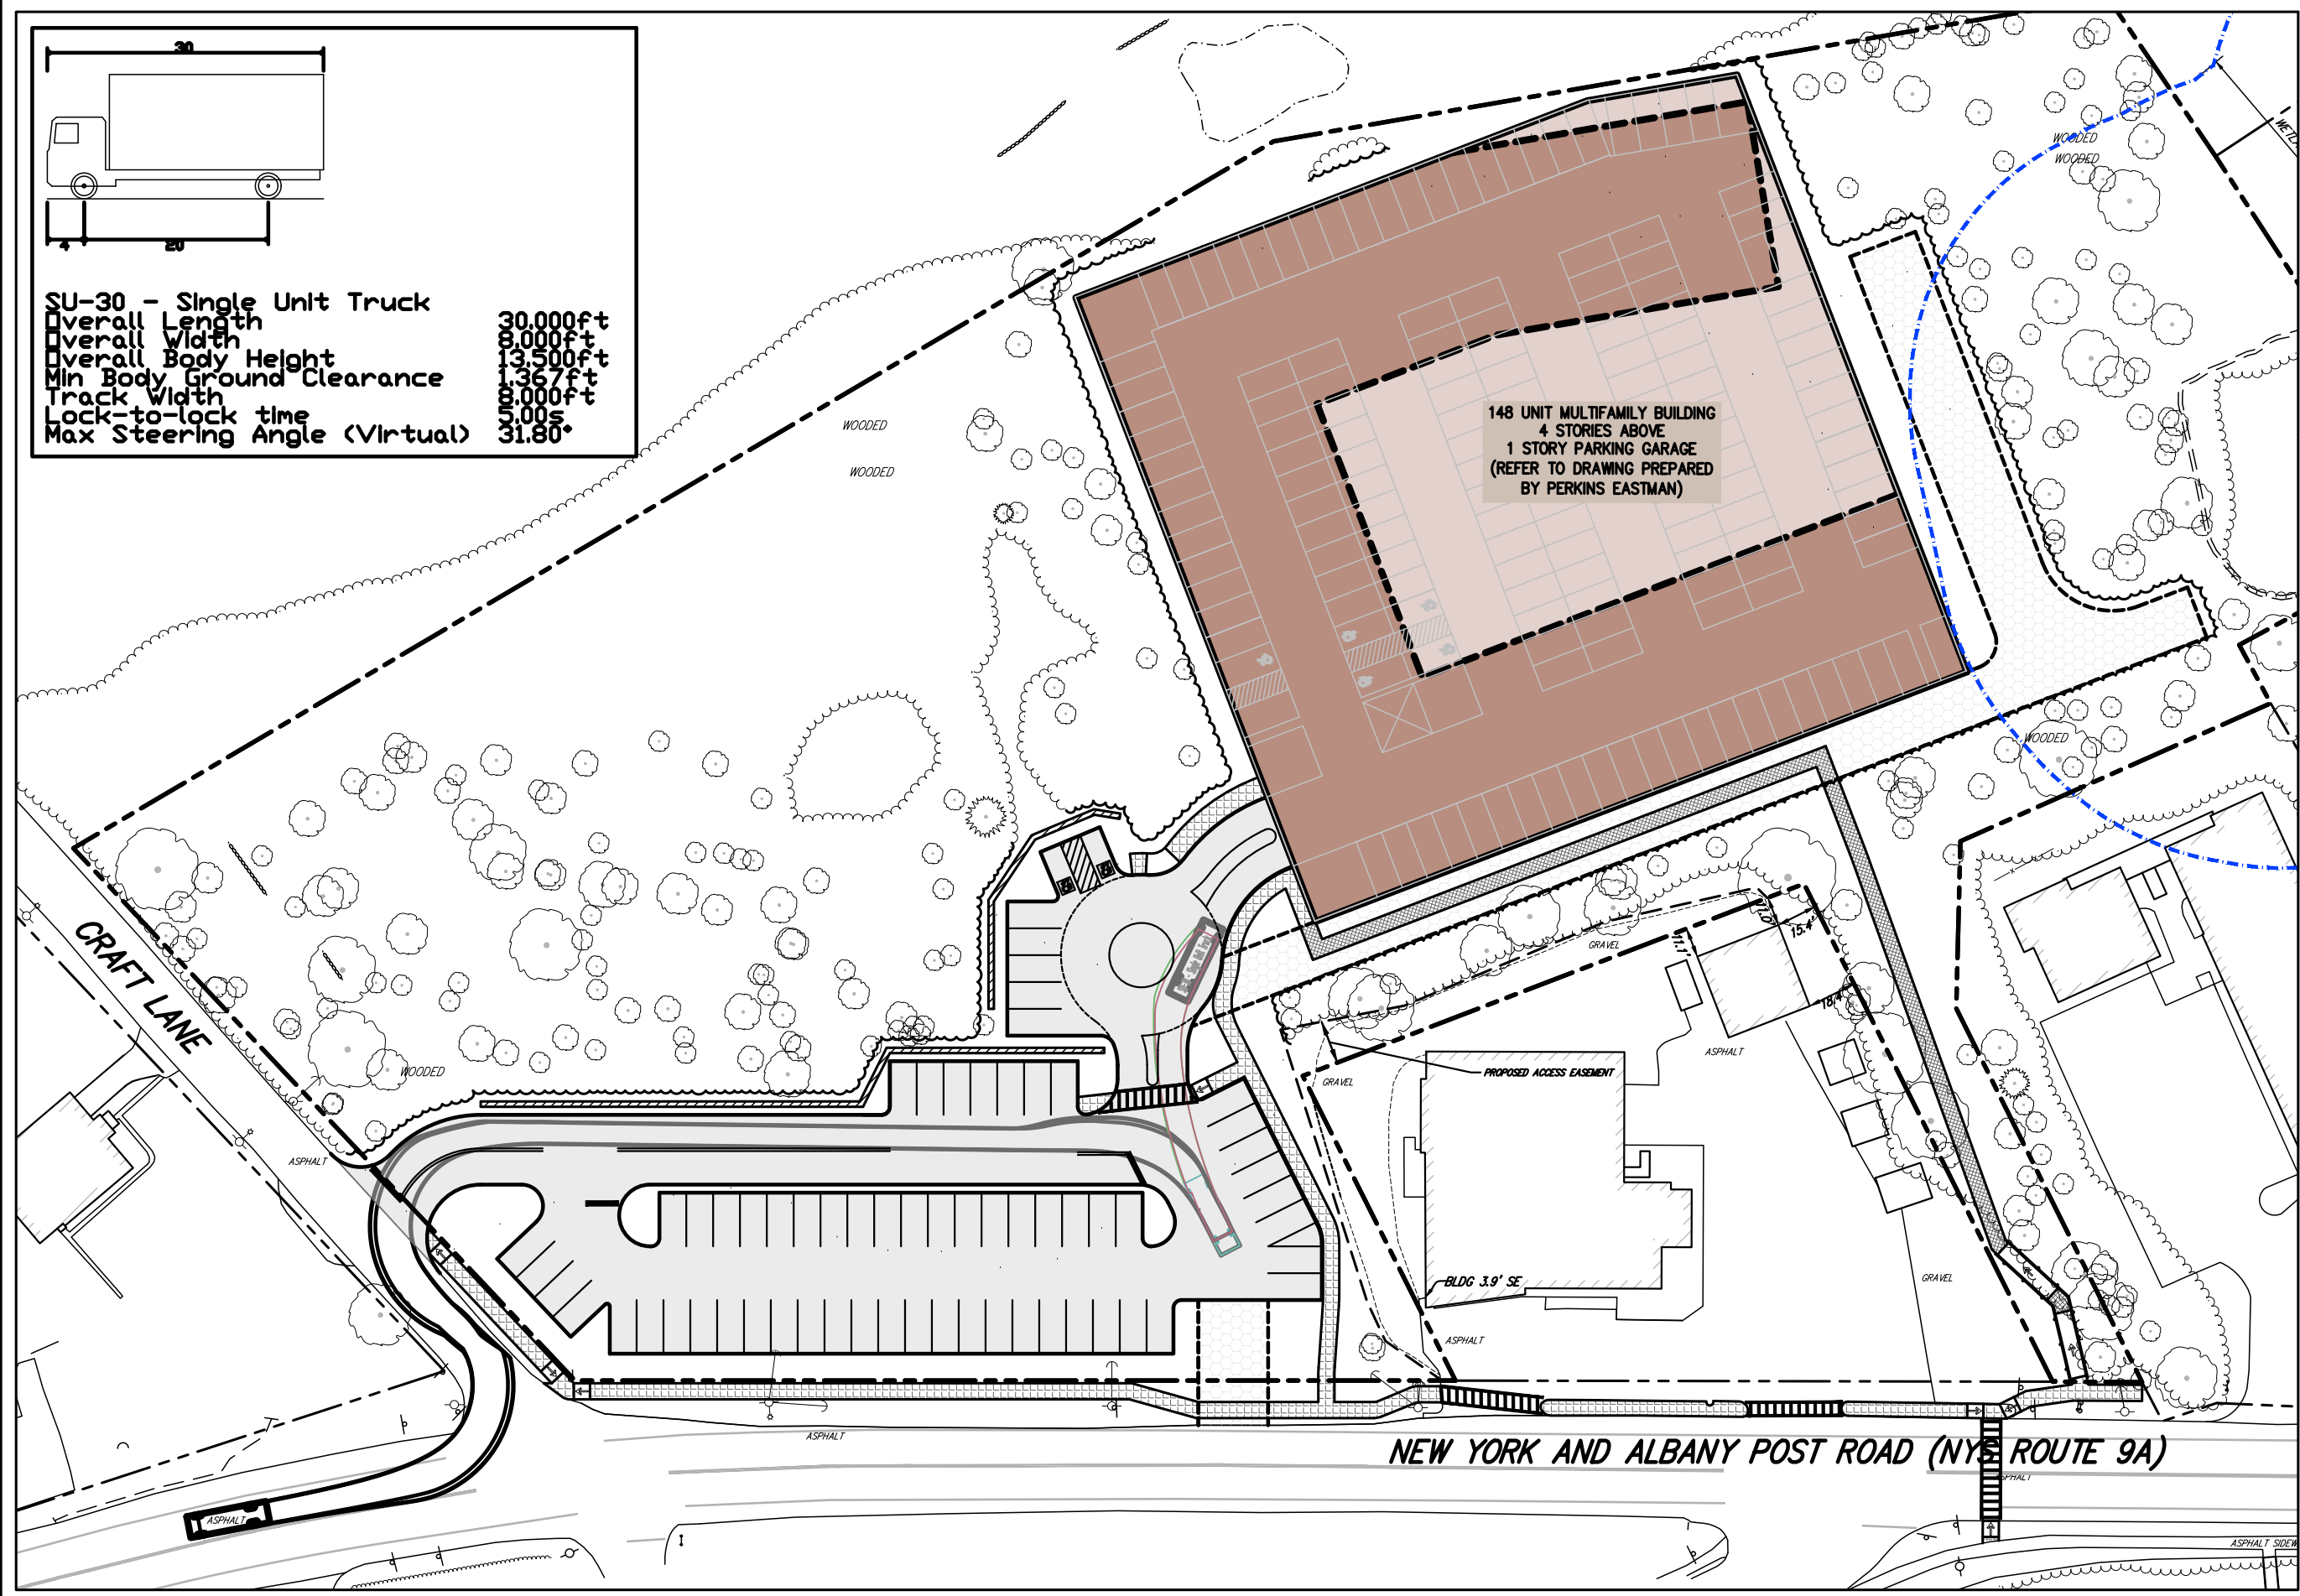 30
4
20
SU-30 - Single Unit Truck
Overall Length 30.000ft
Overall Width 8.000ft
Overall Body Height 13.500ft
Min Body Ground Clearance 1.367ft
Track Width 8.000ft
Lock-to-lock time 5.00s
Max Steering Angle (Virtual) 31.80°
WOODED
WOODED
WOODED
WOODED
148 UNIT MULTIFAMILY BUILDING
4 STORIES ABOVE
1 STORY PARKING GARAGE
(REFER TO DRAWING PREPARED
BY PERKINS EASTMAN)
WOODED
CRAFT LANE
WOODED
ASPHALT
GRAVEL
11.1'
15.4'
18.4'
ASPHALT
PROPOSED ACCESS EASEMENT
GRAVEL
BLDG 3.9' SE
GRAVEL
ASPHALT
ASPHALT
NEW YORK AND ALBANY POST ROAD (NYS ROUTE 9A)
ASPHALT
ASPHALT
ASPHALT SIDEW